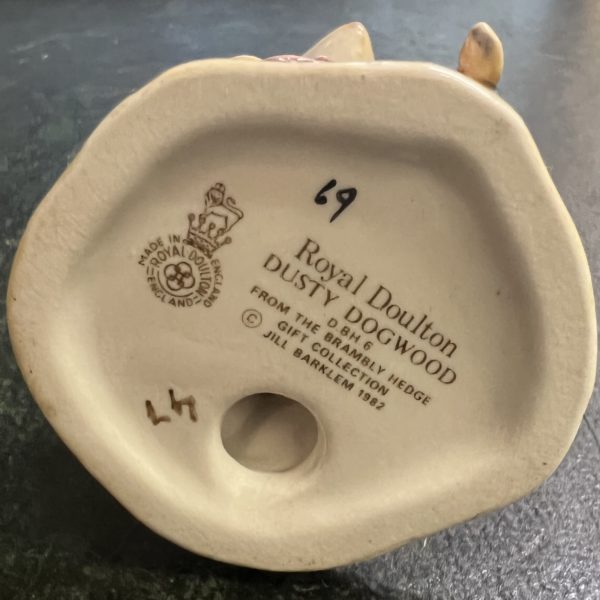 69
MADE IN ENGLAND
ROYAL DOULTON
ENGLAND
Royal Doulton
DUSTY DOGWOOD
D BH 6
FROM THE BRAMBLY HEDGE
GIFT COLLECTION
© JILL BARKLEM 1982